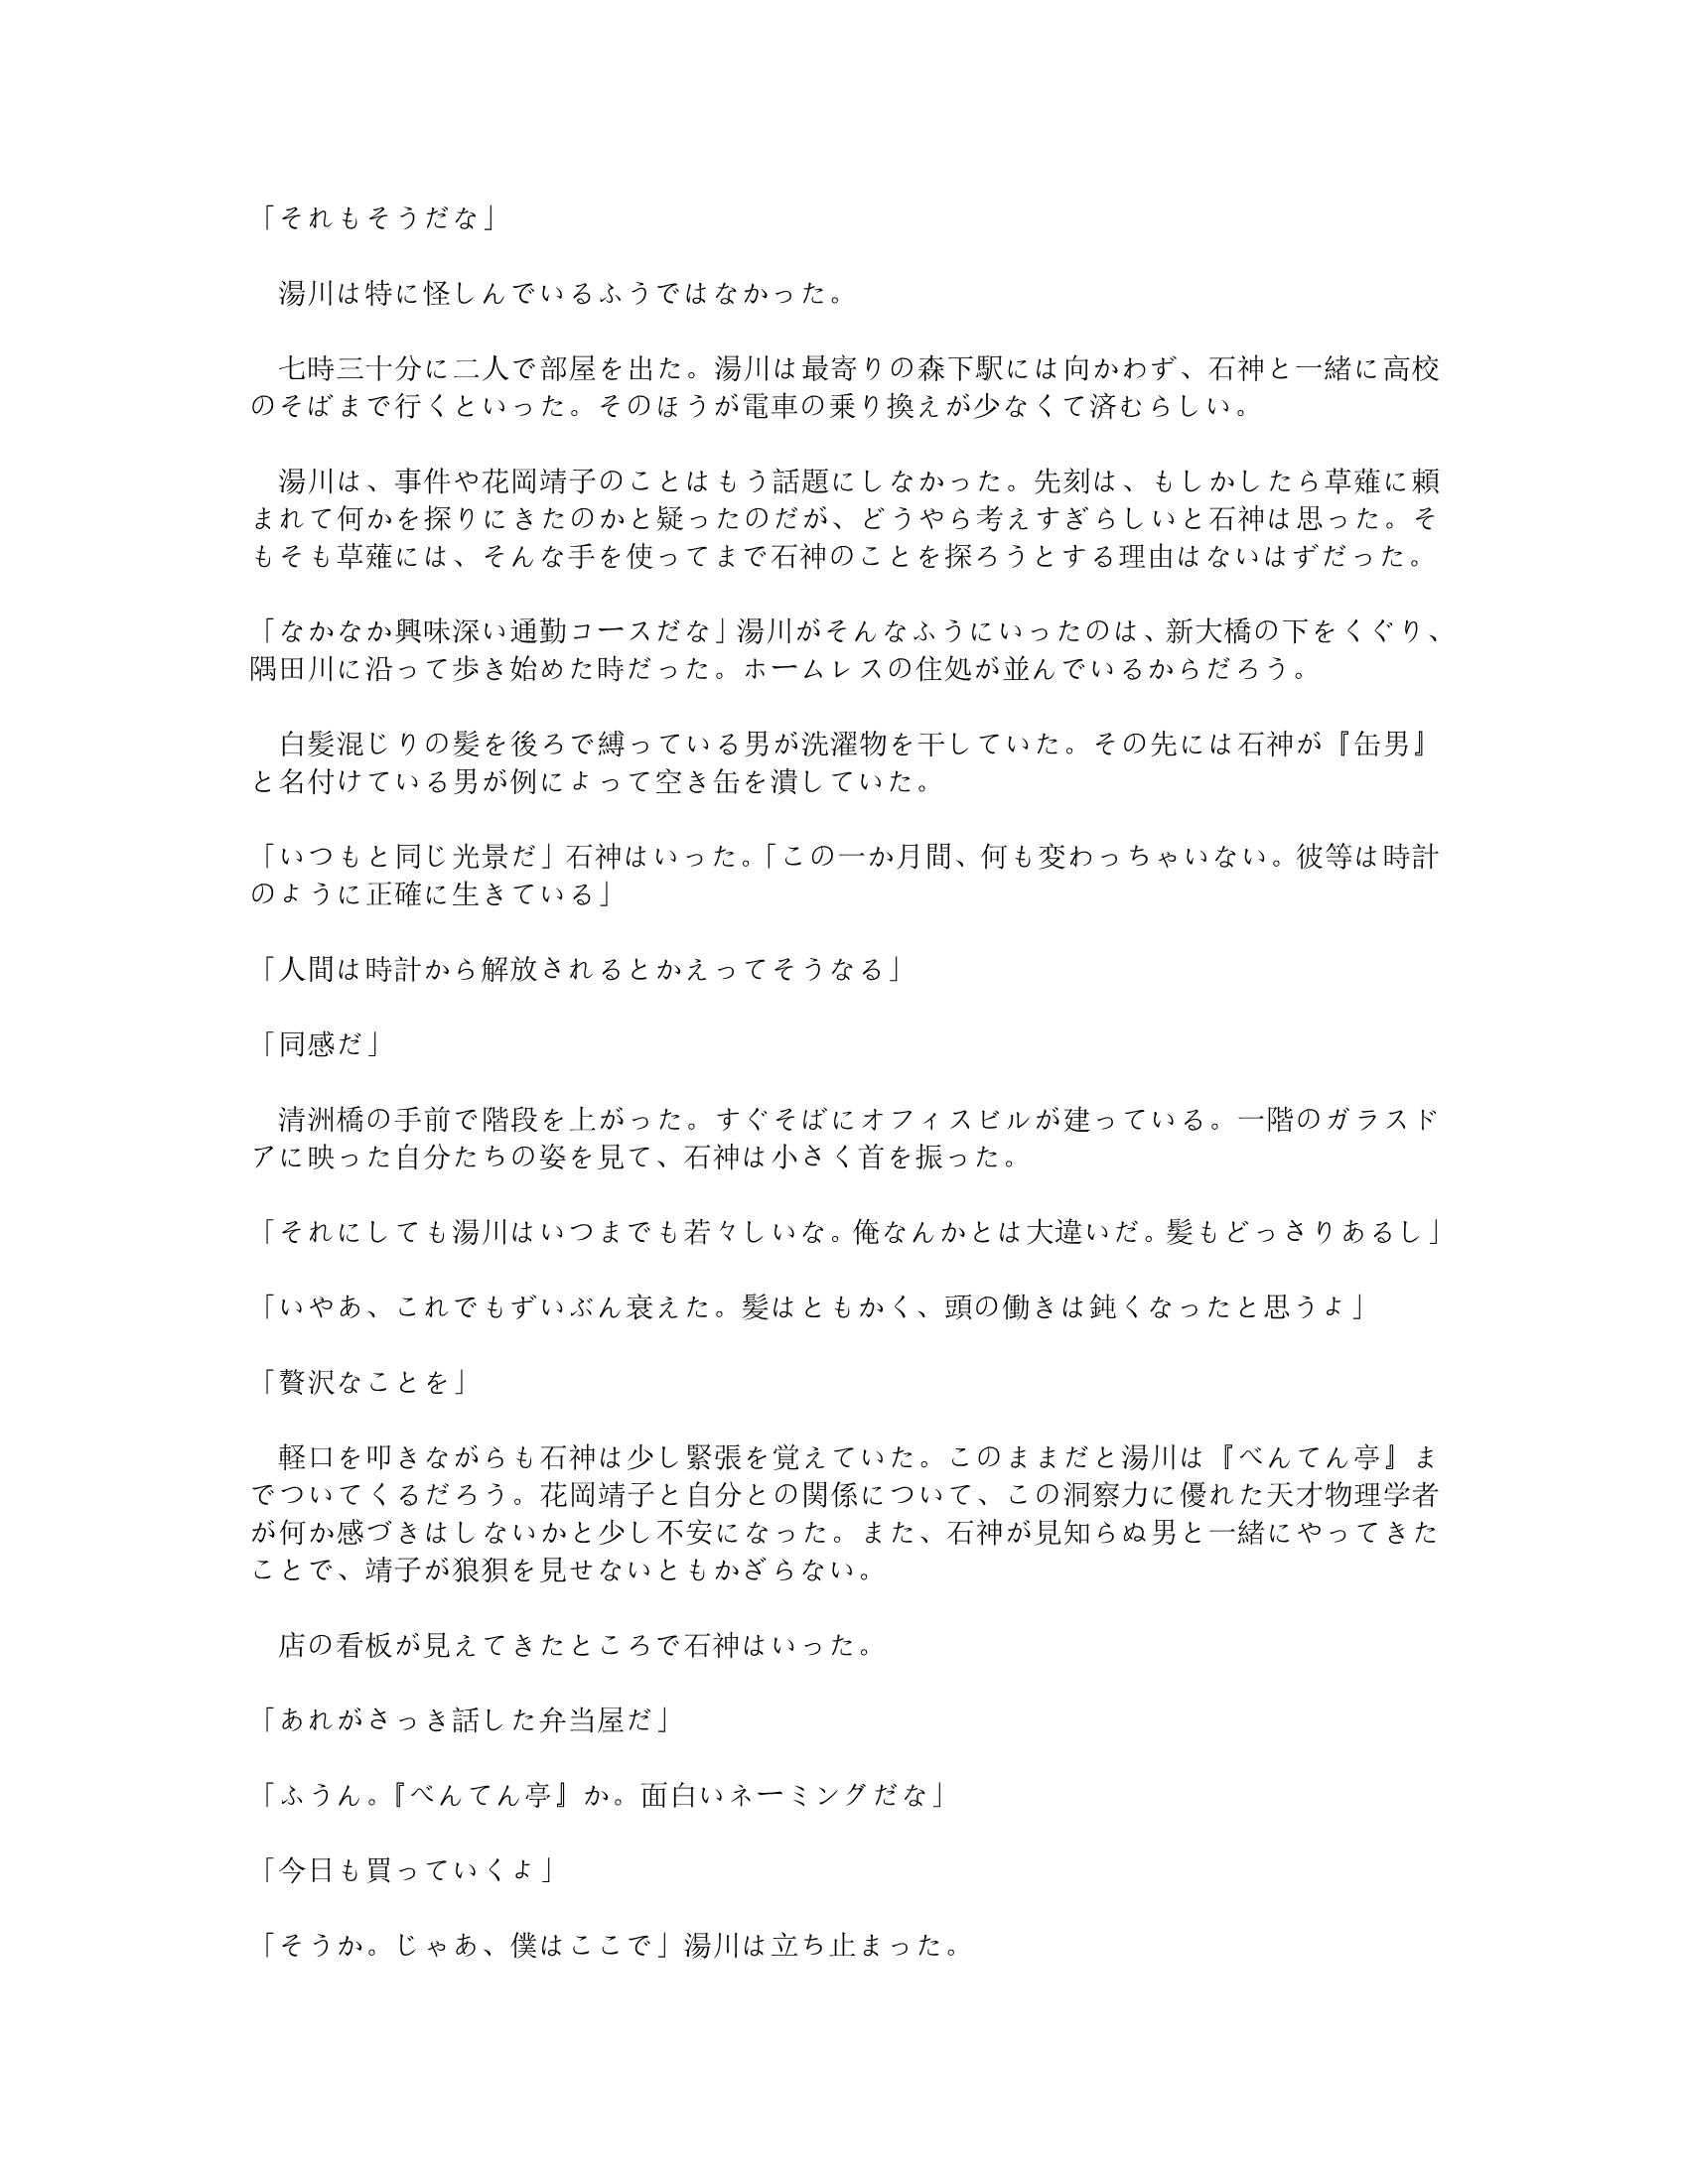 「それもそうだな」
湯川は特に怪しんでいるふうではなかった。
七時三十分に二人で部屋を出た。湯川は最寄りの森下駅には向かわず、石神と一緒に高校
のそばまで行くといった。そのほうが電車の乗り換えが少なくて済むらしい。
湯川は、事件や花岡靖子のことはもう話題にしなかった。先刻は、もしかしたら草薙に頼
まれて何かを探りにきたのかと疑ったのだが、どうやら考えすぎらしいと石神は思った。そ
もそも草薙には、そんな手を使ってまで石神のことを探ろうとする理由はないはずだった。
「なかなか興味深い通勤コースだな」湯川がそんなふうにいったのは、新大橋の下をくぐり、
隅田川に沿って歩き始めた時だった。ホームレスの住処が並んでいるからだろう。
白髪混じりの髪を後ろで縛っている男が洗濯物を干していた。その先には石神が『缶男』
と名付けている男が例によって空き缶を潰していた。
「いつもと同じ光景だ」石神はいった。「この一か月間、何も変わっちゃいない。彼等は時計
のように正確に生きている」
「人間は時計から解放されるとかえってそうなる」
「同感だ」
清洲橋の手前で階段を上がった。すぐそばにオフィスビルが建っている。一階のガラスド
アに映った自分たちの姿を見て、石神は小さく首を振った。
「それにしても湯川はいつまでも若々しいな。俺なんかとは大違いだ。髪もどっさりあるし」
「いやあ、これでもずいぶん衰えた。髪はともかく、頭の働きは鈍くなったと思うよ」
「贅沢なことを」
軽口を叩きながらも石神は少し緊張を覚えていた。このままだと湯川は『べんてん亭』ま
でついてくるだろう。花岡靖子と自分との関係について、この洞察力に優れた天才物理学者
が何か感づきはしないかと少し不安になった。また、石神が見知らぬ男と一緒にやってきた
ことで、靖子が狼狽を見せないともかぎらない。
店の看板が見えてきたところで石神はいった。
「あれがさっき話した弁当屋だ」
「ふうん。『べんてん亭』か。面白いネーミングだな」
「今日も買っていくよ」
「そうか。じゃあ、僕はここで」湯川は立ち止まった。